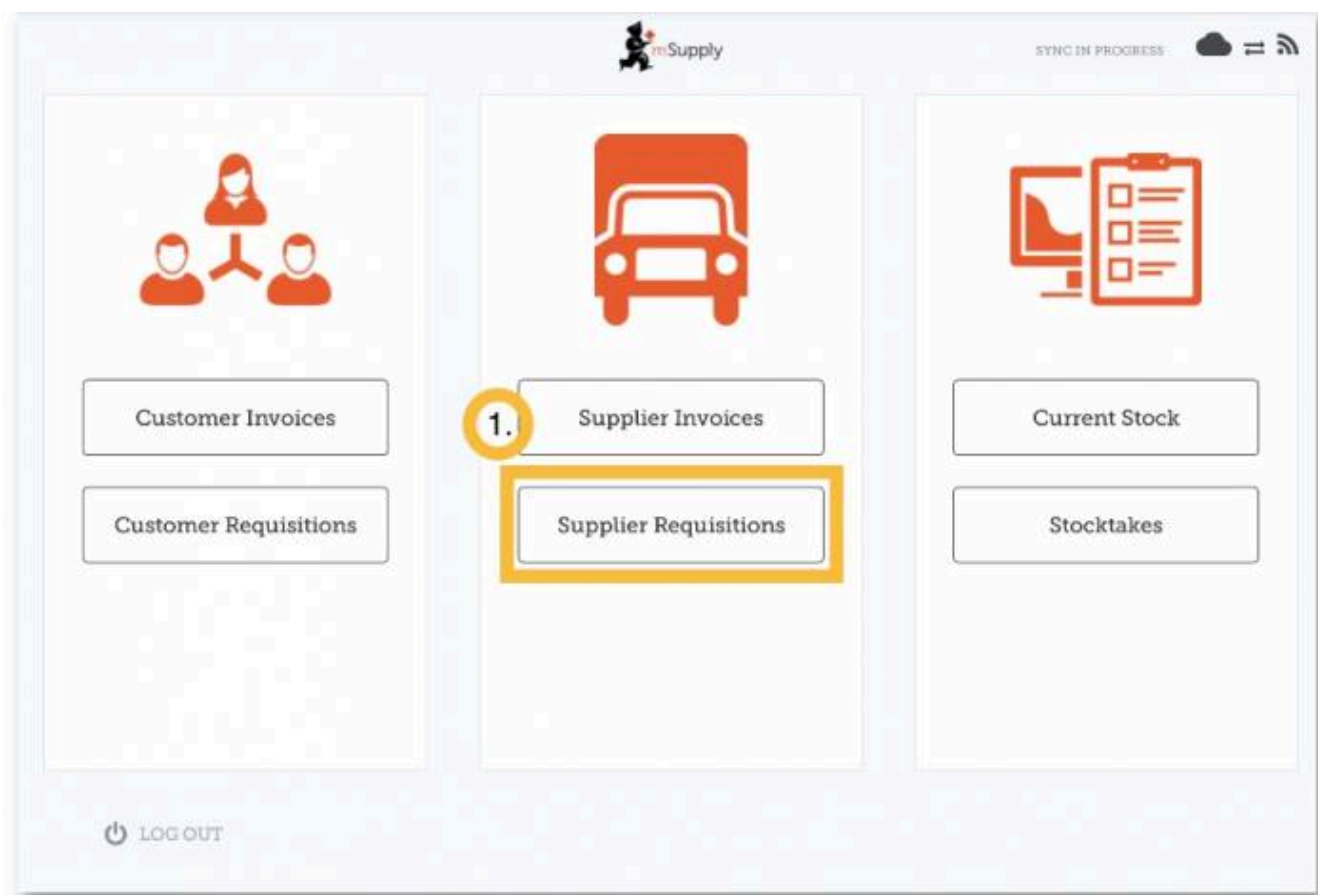 mSupply
SYNC IN PROGRESS
Customer Invoices
Customer Requisitions
1.
Supplier Invoices
Supplier Requisitions
Current Stock
Stocktakes
LOG OUT